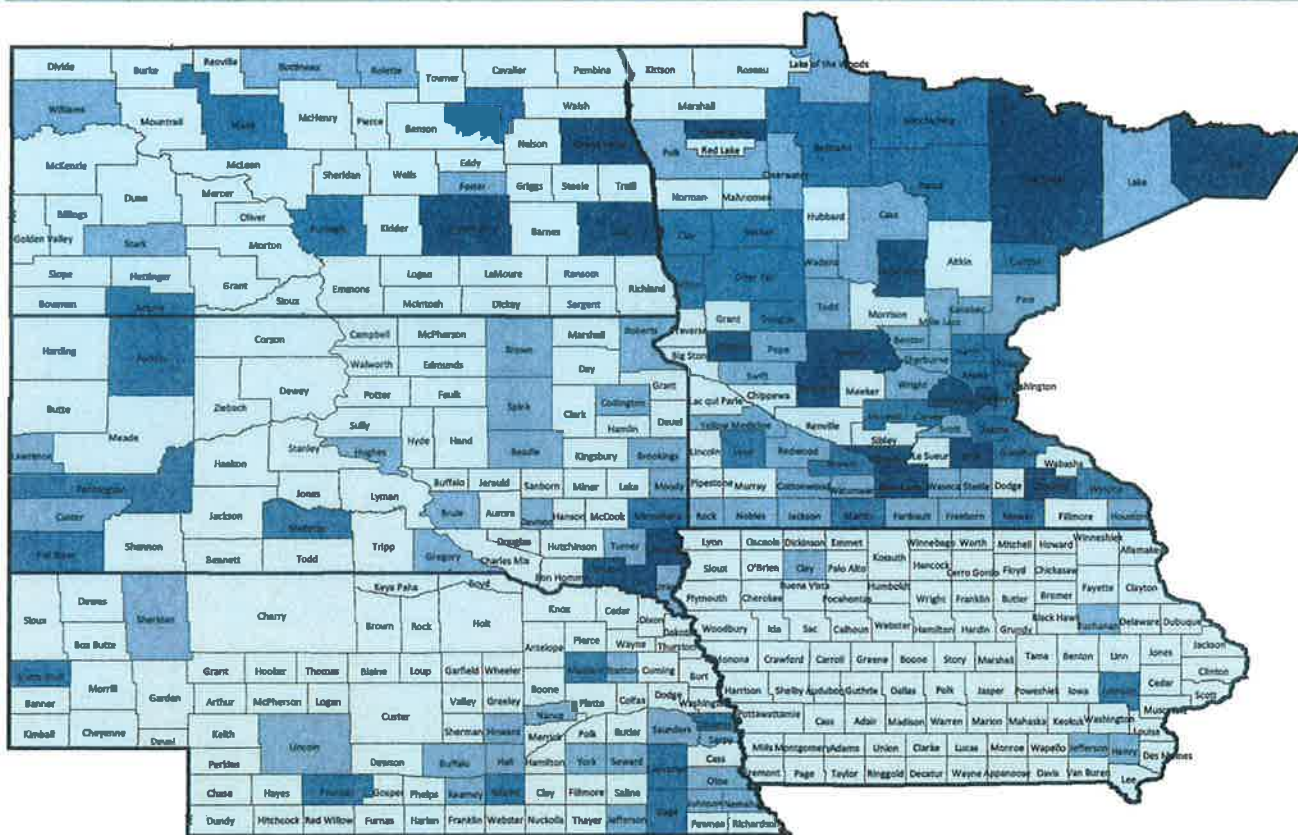 Divide
Burke
Renville
Bottineau
Rolette
Towner
Cavalier
Pembina
Kittson
Roseau
Lake of the Woods
Williams
Mountrail
Ward
McHenry
Pierce
Benson
Walsh
Marshall
Nelson
Polk
Red Lake
Beltrami
Lake
McKenzie
McLean
Sheridan
Wells
Eddy
Foster
Griggs
Steele
Traill
Clearwater
Norman
Mahnomen
Itasca
Dunn
Mercer
Oliver
Billings
Golden Valley
Stark
Morton
Burleigh
Kidder
Barnes
Clay
Becker
Hubbard
Cass
Aitkin
Carlton
Wadena
Slope
Hettinger
Grant
Sioux
Emmons
Logan
LaMoure
Ransom
Richland
Otter Tail
Todd
Pine
Bowman
Adams
McIntosh
Dickey
Sargent
Grant
Douglas
Morrison
Mille Lacs
Kanabec
Harding
Perkins
Corson
Campbell
McPherson
Brown
Marshall
Roberts
Traverse
Big Ston
Pope
Benton
Sherburne
Walworth
Edmunds
Day
Swift
Meeker
Wright
Anoka
Washington
Butte
Ziebach
Dewey
Potter
Faulk
Spink
Clark
Codington
Grant
Lac qui Parle
Chippewa
Meade
Sully
Hyde
Hand
Hamlin
Deuel
Yellow Medicine
Renville
Sibley
Scott
Lawrence
Haakon
Stanley
Hughes
Beadle
Kingsbury
Brookings
Lincoln
Lyon
Redwood
Brown
Le Sueur
Goodhue
Wabasha
Pennington
Custer
Jones
Lyman
Buffalo
Jerauld
Sanborn
Miner
Lake
Moody
Pipestone
Murray
Cottonwood
Watonwan
Waseca
Steele
Dodge
Winona
Jackson
Brule
Aurora
Davison
Hanson
McCook
Minnehaha
Rock
Nobles
Jackson
Martin
Faribault
Freeborn
Mower
Fillmore
Houston
Fall River
Shannon
Bennett
Mellette
Todd
Tripp
Gregory
Douglas
Charles Mix
Hutchinson
Turner
Bon Homme
Lyon
Osceola
Dickinson
Emmet
Kossuth
Winnebago
Worth
Mitchell
Howard
Winneshiek
Allamakee
Sioux
O'Brien
Clay
Palo Alto
Hancock
Cerro Gordo
Floyd
Chickasaw
Fayette
Clayton
Plymouth
Cherokee
Buena Vista
Pocahontas
Humboldt
Wright
Franklin
Butler
Bremer
Black Hawk
Buchanan
Delaware
Dubuque
Sioux
Dawes
Box Butte
Sheridan
Cherry
Keya Paha
Boyd
Brown
Rock
Holt
Knox
Cedar
Dixon
Antelope
Pierce
Wayne
Thurston
Woodbury
Ida
Sac
Calhoun
Webster
Hamilton
Hardin
Grundy
Scotts Bluff
Banner
Morrill
Garden
Grant
Hooker
Thomas
Blaine
Loup
Garfield
Wheeler
Boone
Madison
Stanton
Cuming
Burt
Monona
Crawford
Carroll
Greene
Boone
Story
Marshall
Tama
Benton
Linn
Jones
Jackson
Clinton
Arthur
McPherson
Logan
Custer
Valley
Greeley
Nance
Platte
Colfax
Dodge
Washington
Harrison
Shelby
Audubon
Guthrie
Dallas
Polk
Jasper
Poweshiek
Iowa
Johnson
Cedar
Scott
Kimball
Cheyenne
Deuel
Keith
Lincoln
Sherman
Howard
Merrick
Polk
Butler
Saunders
Sarpy
Pottawattamie
Cass
Adair
Madison
Warren
Marion
Mahaska
Keokuk
Washington
Louisa
Perkins
Dawson
Buffalo
Hall
Hamilton
York
Seward
Cass
Otoe
Mills
Montgomery
Adams
Union
Clarke
Lucas
Monroe
Wapello
Jefferson
Henry
Des Moines
Chase
Hayes
Frontier
Gosper
Phelps
Kearney
Adams
Clay
Fillmore
Saline
Page
Taylor
Ringgold
Decatur
Wayne
Appanoose
Davis
Van Buren
Lee
Dundy
Hitchcock
Red Willow
Furnas
Harlan
Franklin
Webster
Nuckolls
Thayer
Jefferson
Gage
Johnson
Nemaha
Pawnee
Richardson